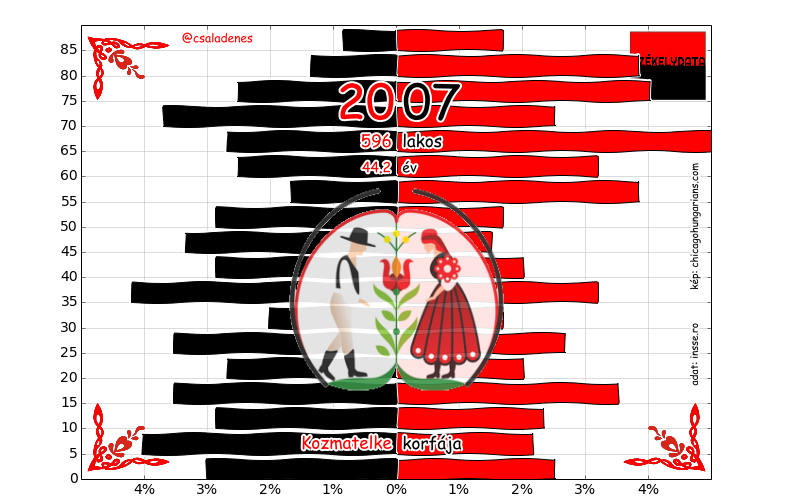 @csaladenes
SZÉKELYDATA
2007
596 lakos
44.2 év
kép: chicagohungarians.com
adat: insse.ro
Kozmatelke korfája
85
80
75
70
65
60
55
50
45
40
35
30
25
20
15
10
5
0
4% 3% 2% 1% 0% 1% 2% 3% 4%